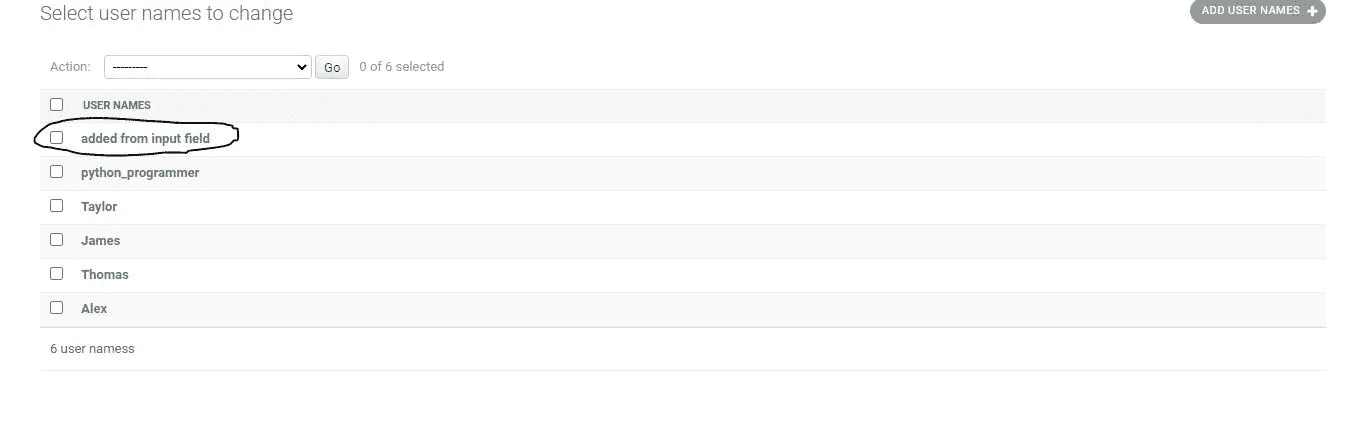 Select user names to change
ADD USER NAMES +
Action: --------- Go 0 of 6 selected
USER NAMES
added from input field
python_programmer
Taylor
James
Thomas
Alex
6 user namess